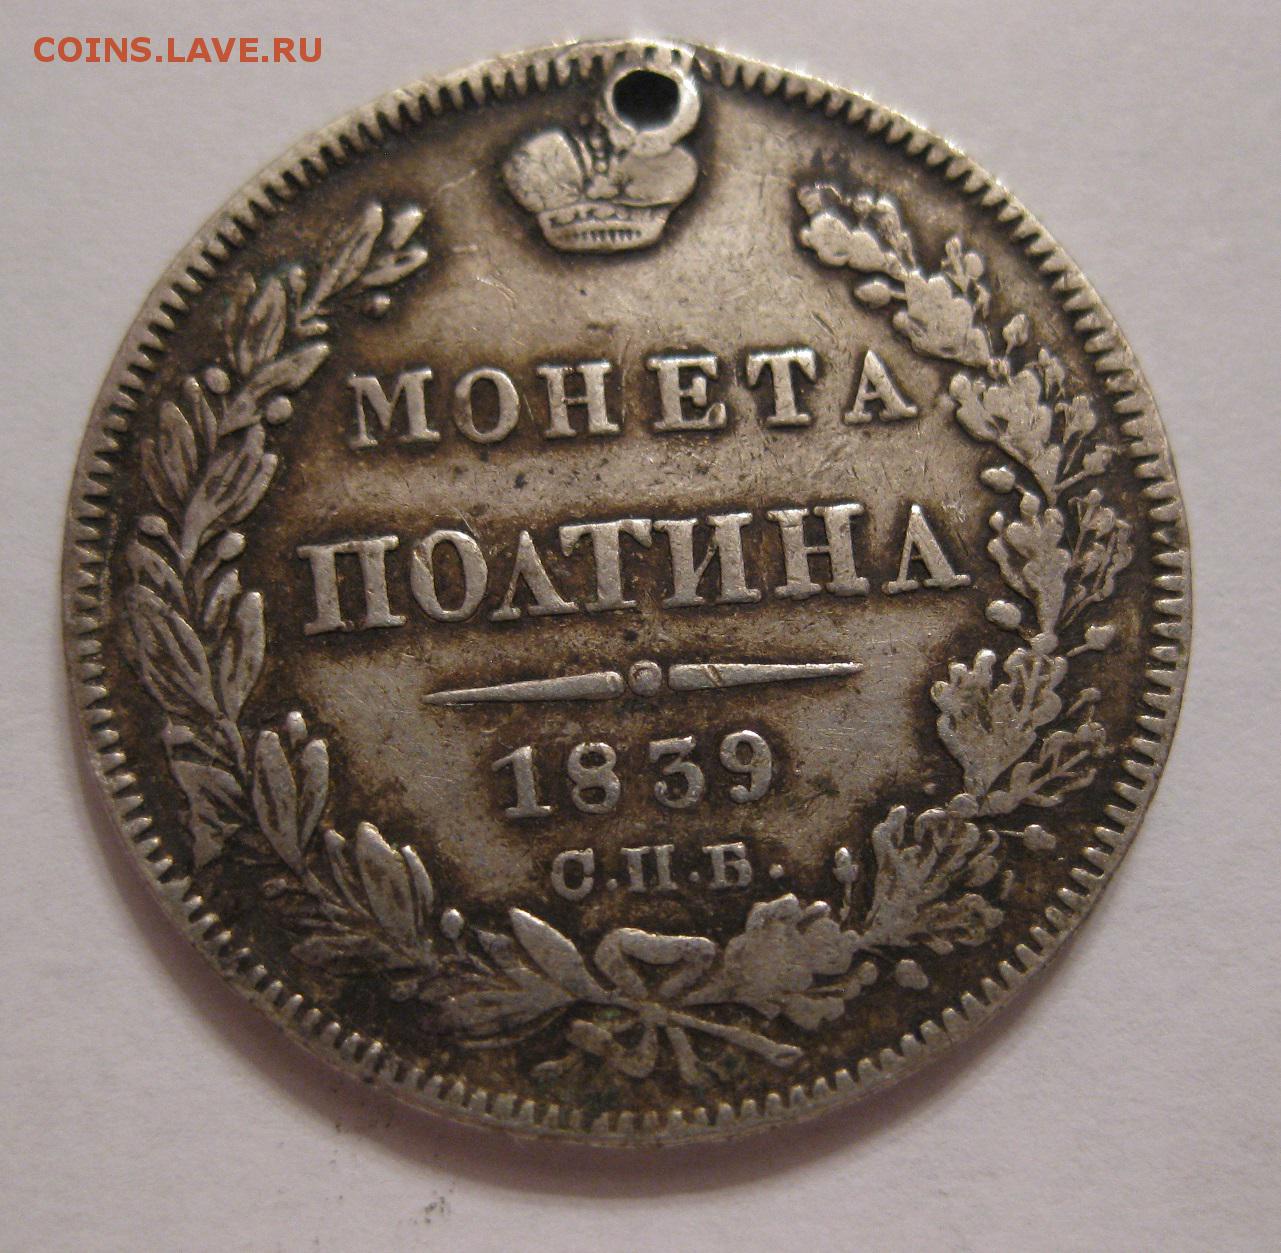 COINS.LAVE.RU
МОНЕТА
ПОЛТИНА
1839
С.П.Б.